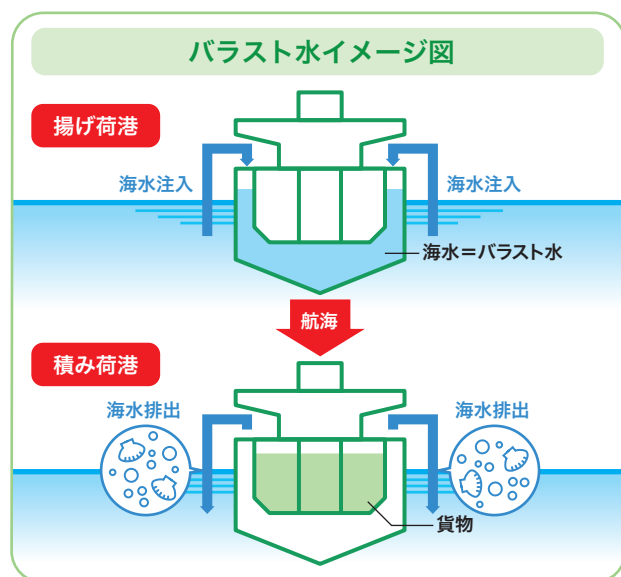 バラスト水イメージ図
揚げ荷港
海水注入
海水注入
海水＝バラスト水
航海
積み荷港
海水排出
海水排出
貨物